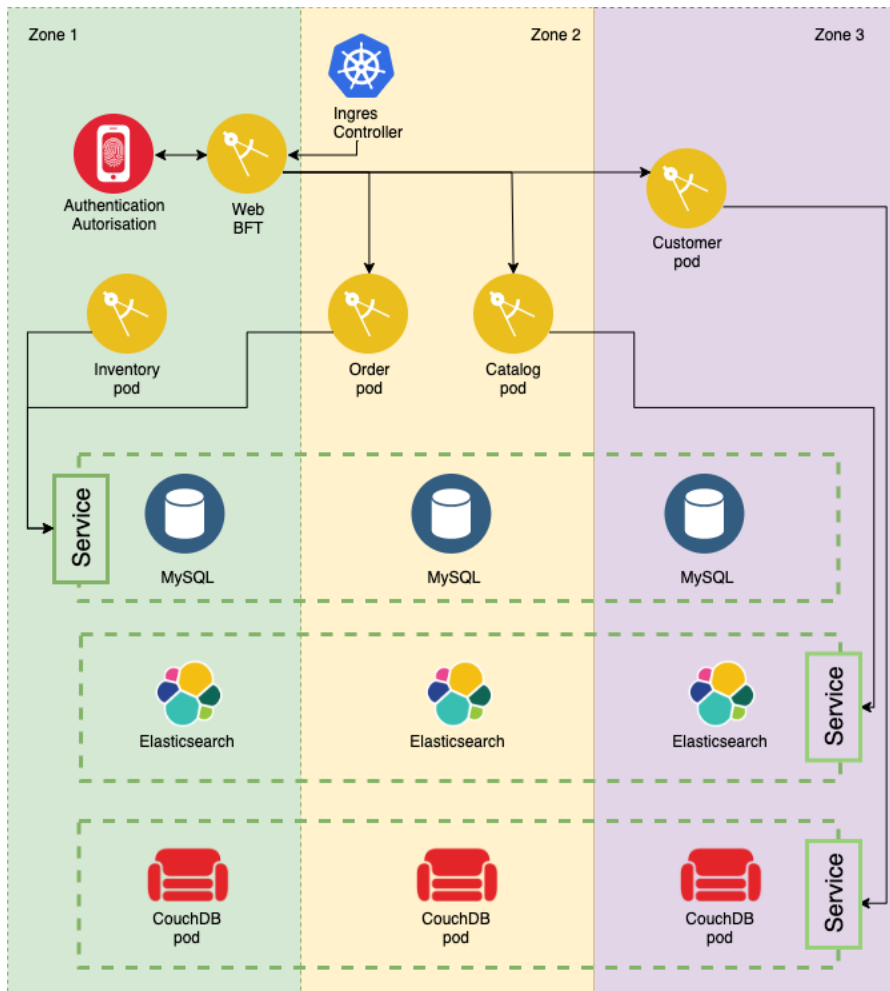 Zone 1
Zone 2
Zone 3
Ingres
Controller
Authentication
Autorisation
Web
BFT
Customer
pod
Inventory
pod
Order
pod
Catalog
pod
Service
MySQL
MySQL
MySQL
Elasticsearch
Elasticsearch
Elasticsearch
Service
CouchDB
pod
CouchDB
pod
CouchDB
pod
Service